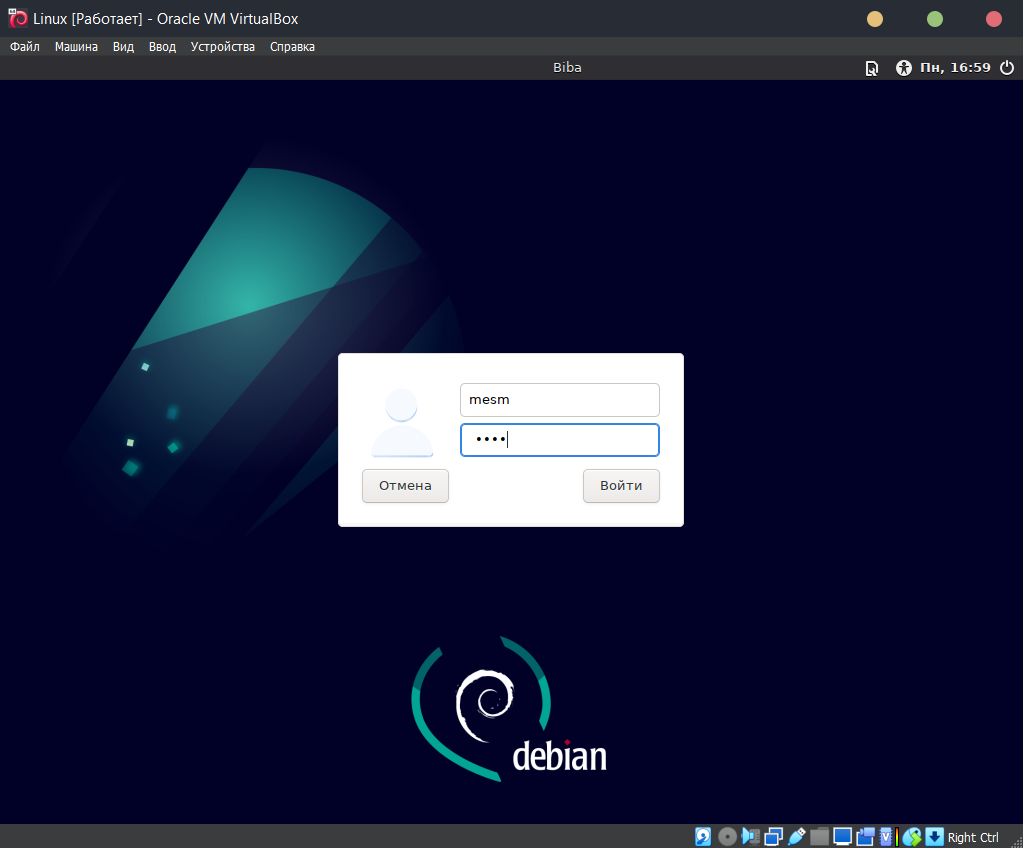 Linux [Работает] - Oracle VM VirtualBox
Файл Машина Вид Ввод Устройства Справка
Biba Пн, 16:59
mesm
••••
Отмена Войти
debian
Right Ctrl